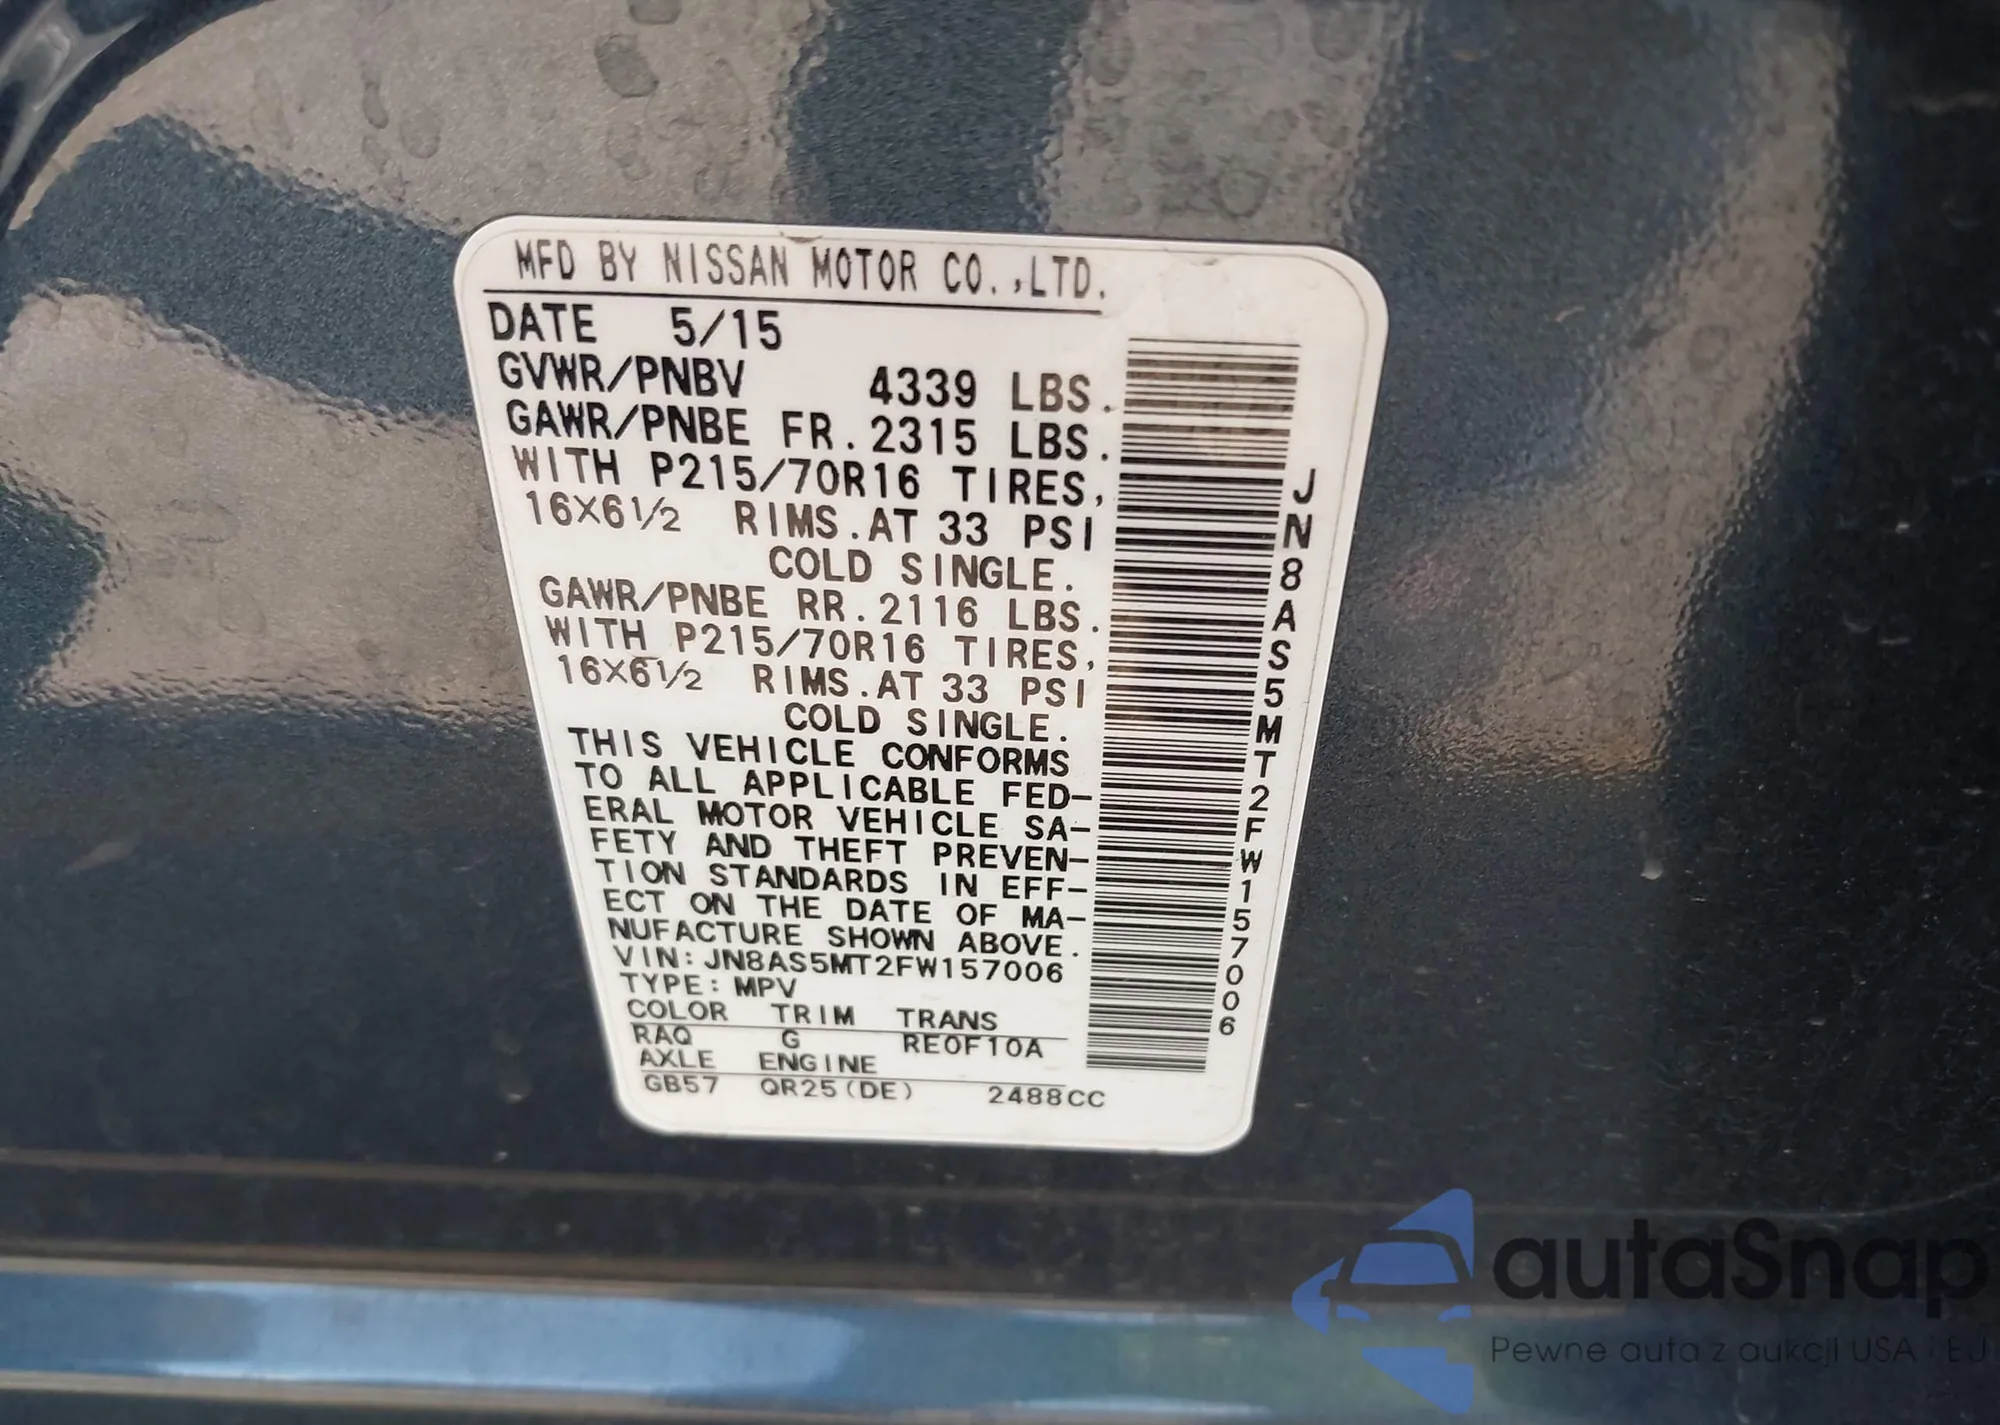 MFD BY NISSAN MOTOR CO.,LTD.
DATE 5/15
GVWR/PNBV 4339 LBS.
GAWR/PNBE FR.2315 LBS.
WITH P215/70R16 TIRES,
16X6½ RIMS.AT 33 PSI
COLD SINGLE.
GAWR/PNBE RR.2116 LBS.
WITH P215/70R16 TIRES,
16X6½ RIMS.AT 33 PSI
COLD SINGLE.
THIS VEHICLE CONFORMS
TO ALL APPLICABLE FED-
ERAL MOTOR VEHICLE SA-
FETY AND THEFT PREVEN-
TION STANDARDS IN EFF-
ECT ON THE DATE OF MA-
NUFACTURE SHOWN ABOVE.
VIN:JN8AS5MT2FW157006
TYPE:MPV
COLOR TRIM TRANS
RAQ G RE0F10A
AXLE ENGINE
GB57 QR25(DE) 2488CC
JN8AS5MT2FW157006
autaSnap
Pewne auta z aukcji USA i EU